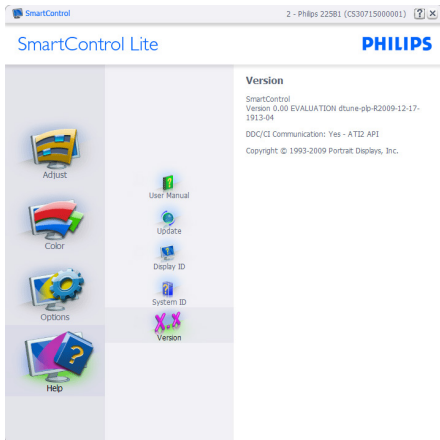 SmartControl
2 - Philips 225B1 (CS30715000001)
SmartControl Lite
PHILIPS
Adjust
Color
Options
Help
User Manual
Update
Display ID
System ID
X.X
Version
Version
SmartControl
Version 0.00 EVALUATION dtune-plp-R2009-12-17-
1913-04
DDC/CI Communication: Yes - ATI2 API
Copyright © 1993-2009 Portrait Displays, Inc.